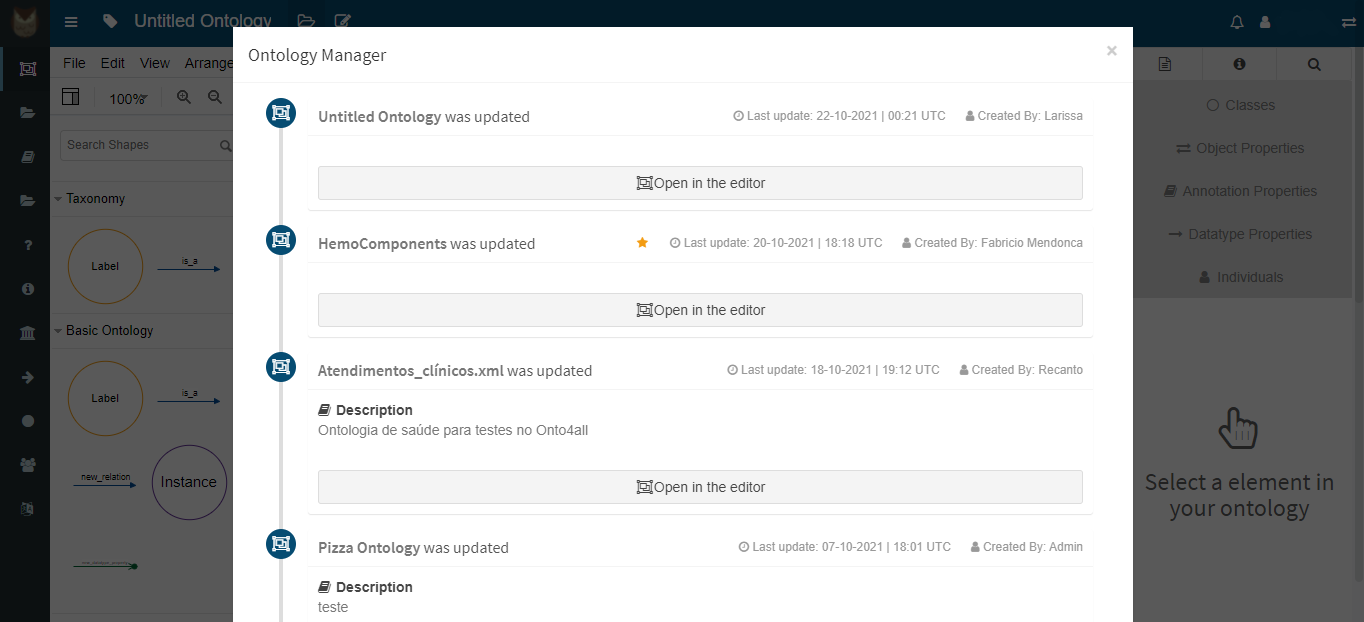 Untitled Ontology
Ontology Manager
×
File Edit View Arrange
100%
Search Shapes
Taxonomy
Label
is_a
Basic Ontology
Label
is_a
new_relation
Instance
Untitled Ontology was updated
Last update: 22-10-2021 | 00:21 UTC
Created By: Larissa
Open in the editor
HemoComponents was updated
Last update: 20-10-2021 | 18:18 UTC
Created By: Fabricio Mendonca
Open in the editor
Atendimentos_clínicos.xml was updated
Last update: 18-10-2021 | 19:12 UTC
Created By: Recanto
Description
Ontologia de saúde para testes no Onto4all
Open in the editor
Pizza Ontology was updated
Last update: 07-10-2021 | 18:01 UTC
Created By: Admin
Description
teste
Classes
Object Properties
Annotation Properties
Datatype Properties
Individuals
Select a element in
your ontology